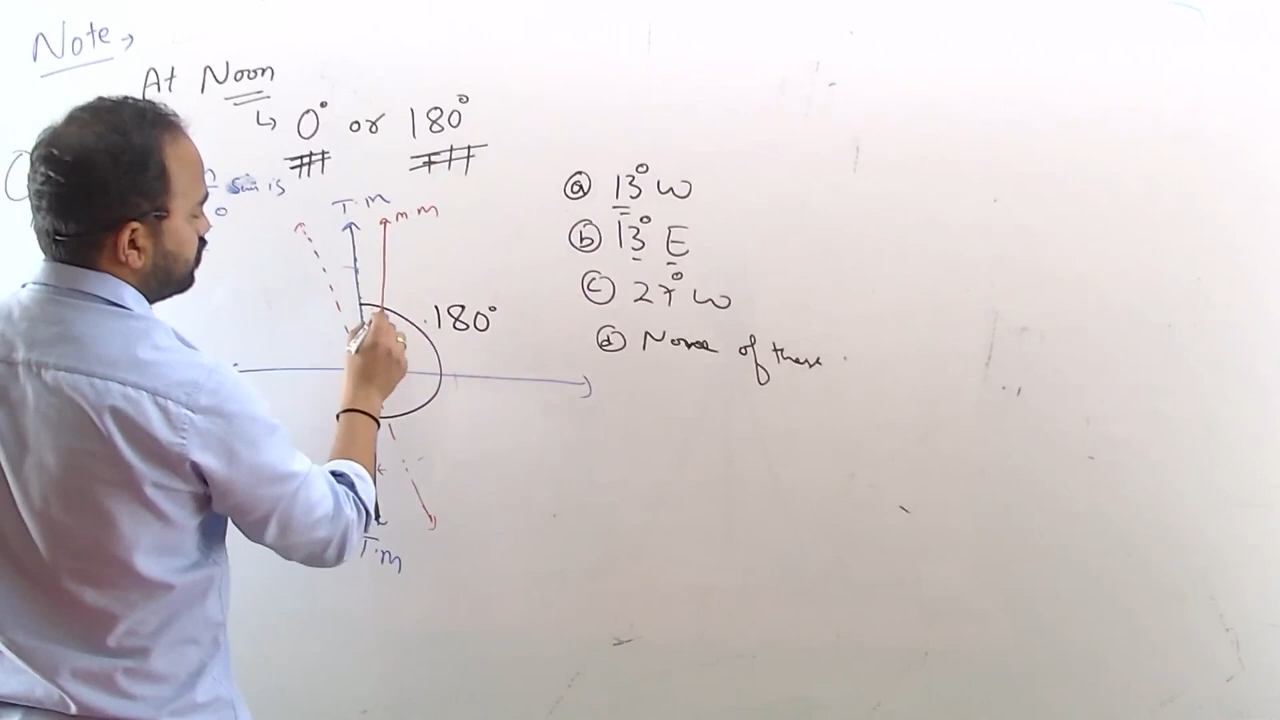 Note →
At Noon
↳ 0° or 180°
Sun is
°
T.M
M M
180°
T.M
(a) 13° W
(b) 13° E
(c) 27° W
(d) None of these